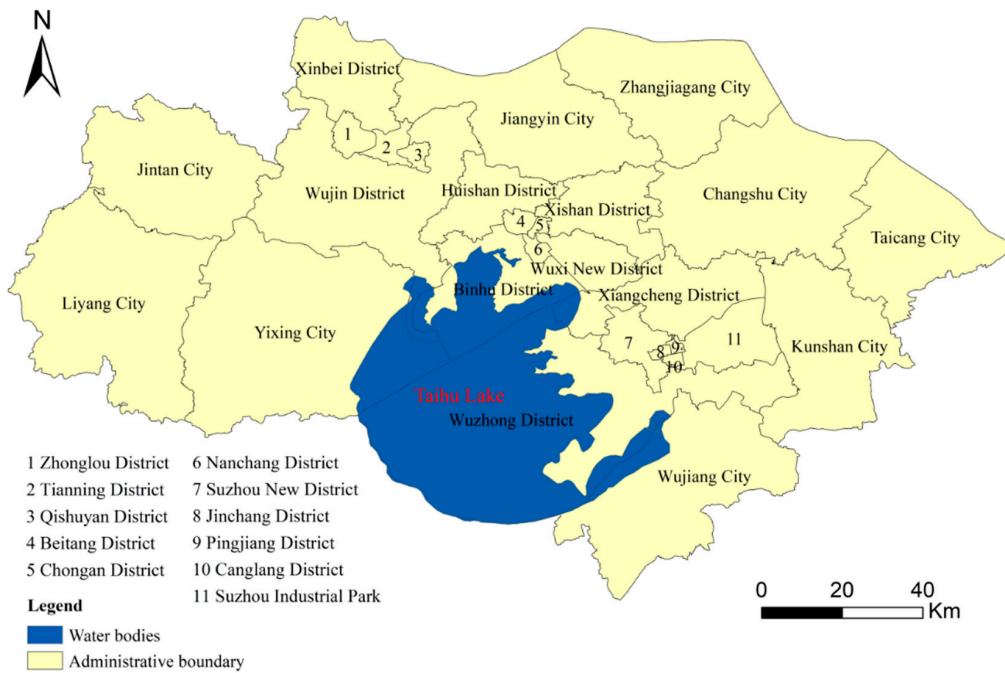 N
Xinbei District
Zhangjiagang City
Jiangyin City
1
2
3
Jintan City
Wujin District
Huishan District
Changshu City
Xishan District
4
5
Taicang City
6
Wuxi New District
Binhu District
Xiangcheng District
Liyang City
Yixing City
7
8
9
10
11
Kunshan City
Taihu Lake
Wuzhong District
Wujiang City
1 Zhonglou District
2 Tianning District
3 Qishuyan District
4 Beitang District
5 Chongan District
6 Nanchang District
7 Suzhou New District
8 Jinchang District
9 Pingjiang District
10 Canglang District
11 Suzhou Industrial Park
Legend
Water bodies
Administrative boundary
0 20 40
Km